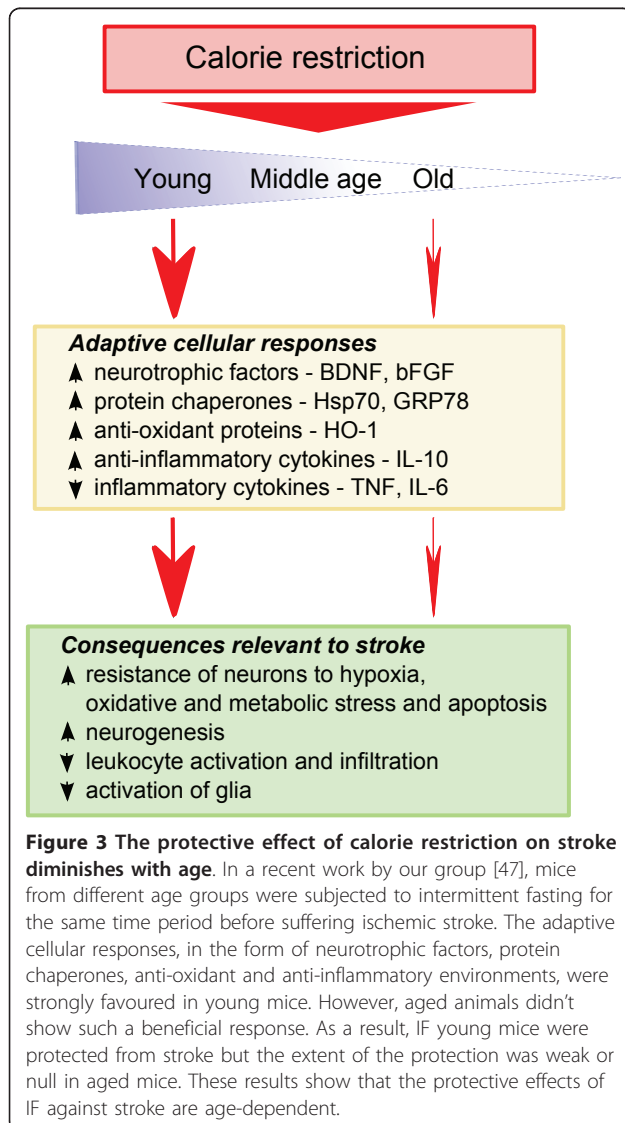 Calorie restriction
Young Middle age Old
Adaptive cellular responses
neurotrophic factors - BDNF, bFGF
protein chaperones - Hsp70, GRP78
anti-oxidant proteins - HO-1
anti-inflammatory cytokines - IL-10
inflammatory cytokines - TNF, IL-6
Consequences relevant to stroke
resistance of neurons to hypoxia,
oxidative and metabolic stress and apoptosis
neurogenesis
leukocyte activation and infiltration
activation of glia
Figure 3 The protective effect of calorie restriction on stroke
diminishes with age. In a recent work by our group [47], mice
from different age groups were subjected to intermittent fasting for
the same time period before suffering ischemic stroke. The adaptive
cellular responses, in the form of neurotrophic factors, protein
chaperones, anti-oxidant and anti-inflammatory environments, were
strongly favoured in young mice. However, aged animals didn't
show such a beneficial response. As a result, IF young mice were
protected from stroke but the extent of the protection was weak or
null in aged mice. These results show that the protective effects of
IF against stroke are age-dependent.